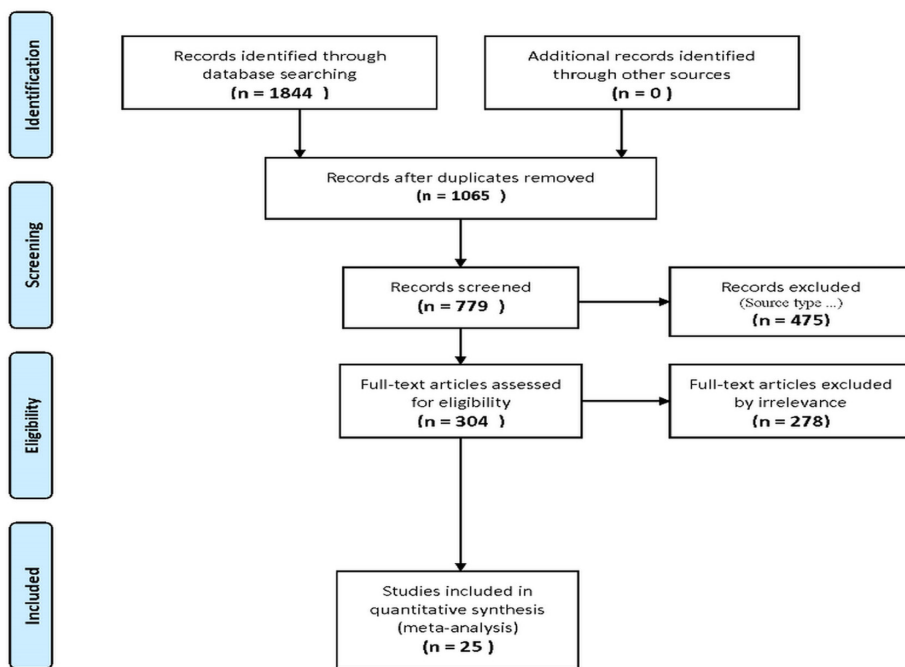 Identification
Records identified through
database searching
(n = 1844 )
Additional records identified
through other sources
(n = 0 )
Records after duplicates removed
(n = 1065 )
Screening
Records screened
(n = 779 )
Records excluded
(Source type ...)
(n = 475)
Eligibility
Full-text articles assessed
for eligibility
(n = 304 )
Full-text articles excluded
by irrelevance
(n = 278)
Included
Studies included in
quantitative synthesis
(meta-analysis)
(n = 25 )